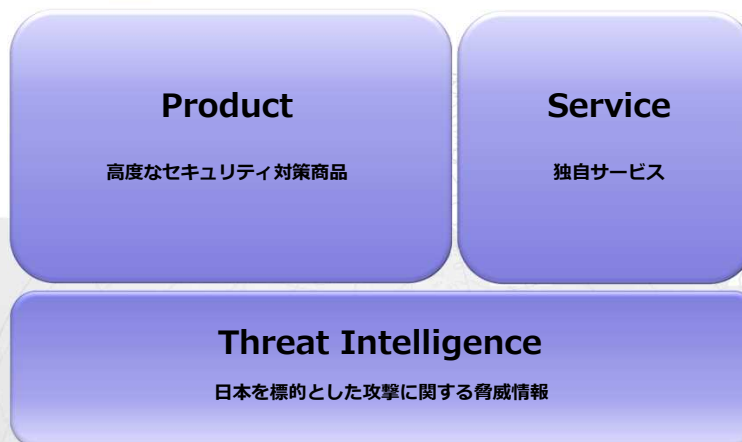 Product
高度なセキュリティ対策商品
Service
独自サービス
Threat Intelligence
日本を標的とした攻撃に関する脅威情報